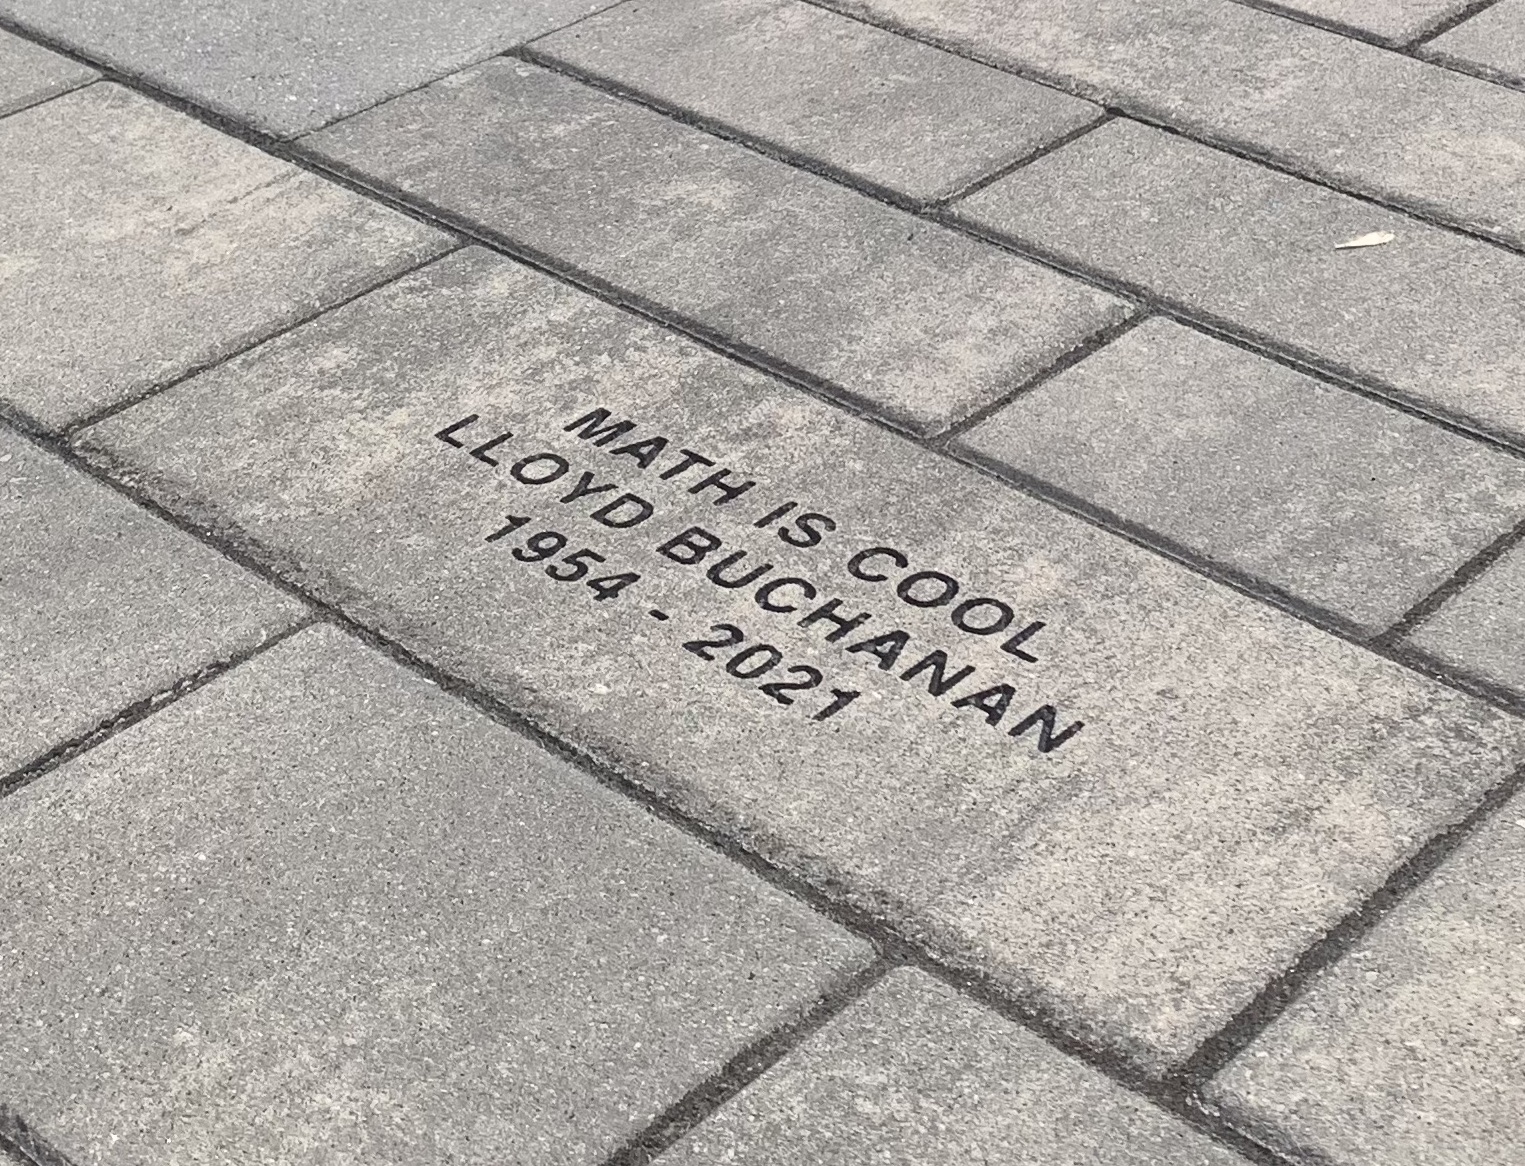 MATH IS COOL
LLOYD BUCHANAN
1954 - 2021